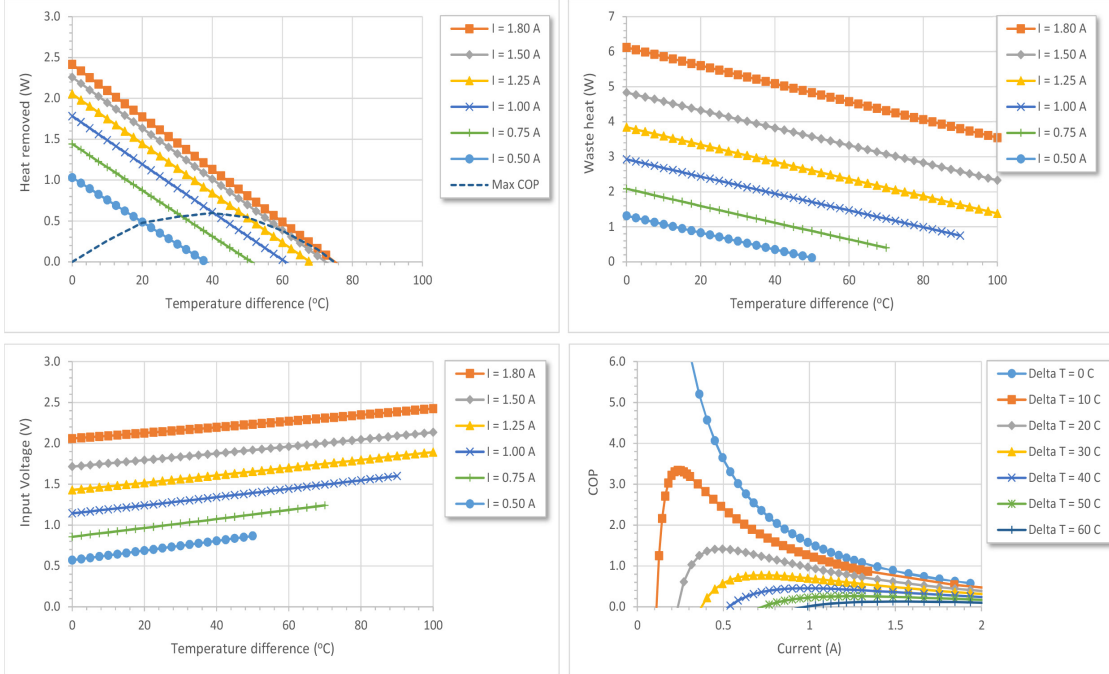 3.0
2.5
2.0
1.5
1.0
0.5
0.0
Heat removed (W)
0 20 40 60 80 100
Temperature difference (°C)
I = 1.80 A
I = 1.50 A
I = 1.25 A
I = 1.00 A
I = 0.75 A
I = 0.50 A
Max COP
7
6
5
4
3
2
1
0
Waste heat (W)
0 20 40 60 80 100
Temperature difference (°C)
I = 1.80 A
I = 1.50 A
I = 1.25 A
I = 1.00 A
I = 0.75 A
I = 0.50 A
3.0
2.5
2.0
1.5
1.0
0.5
0.0
Input Voltage (V)
0 20 40 60 80 100
Temperature difference (°C)
I = 1.80 A
I = 1.50 A
I = 1.25 A
I = 1.00 A
I = 0.75 A
I = 0.50 A
6.0
5.0
4.0
3.0
2.0
1.0
0.0
COP
0 0.5 1 1.5 2
Current (A)
Delta T = 0 C
Delta T = 10 C
Delta T = 20 C
Delta T = 30 C
Delta T = 40 C
Delta T = 50 C
Delta T = 60 C